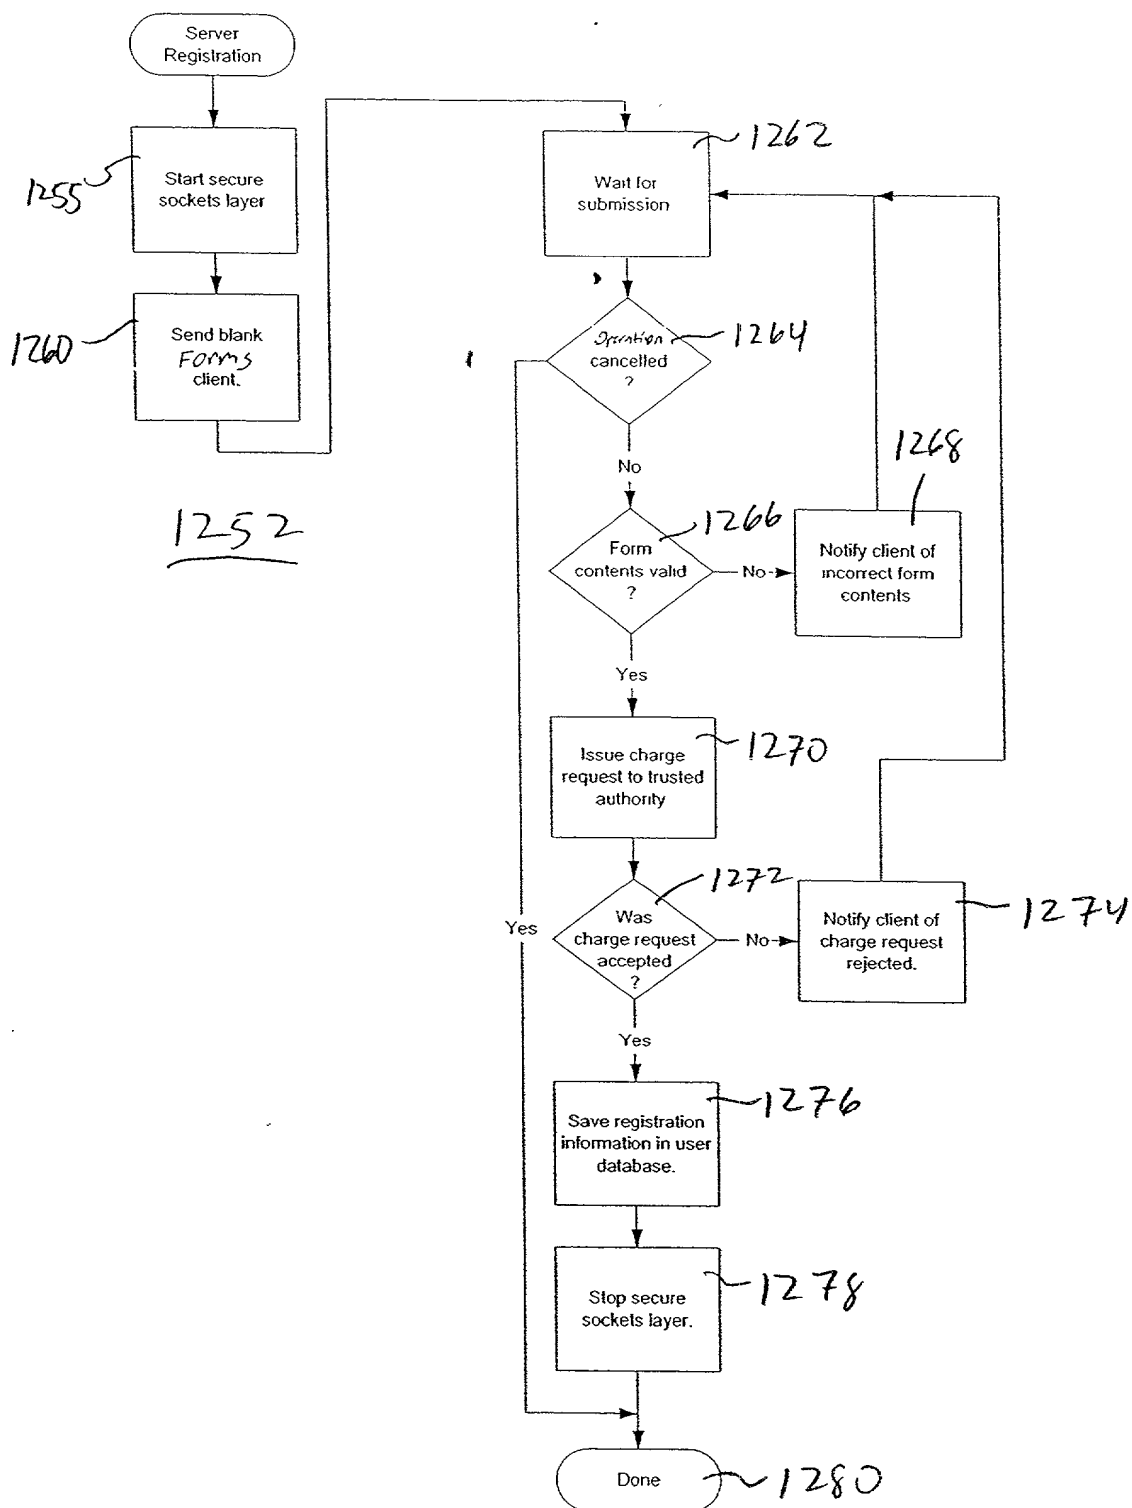 Server
Registration
1255
Start secure
sockets layer
1260
Send blank
Forms
client.
1252
1262
Wait for
submission
1264
Operation
cancelled
?
No
1266
Form
contents valid
?
No
1268
Notify client of
incorrect form
contents
Yes
1270
Issue charge
request to trusted
authority
1272
Was
charge request
accepted
?
Yes
No
1274
Notify client of
charge request
rejected.
Yes
1276
Save registration
information in user
database.
1278
Stop secure
sockets layer.
Done
1280